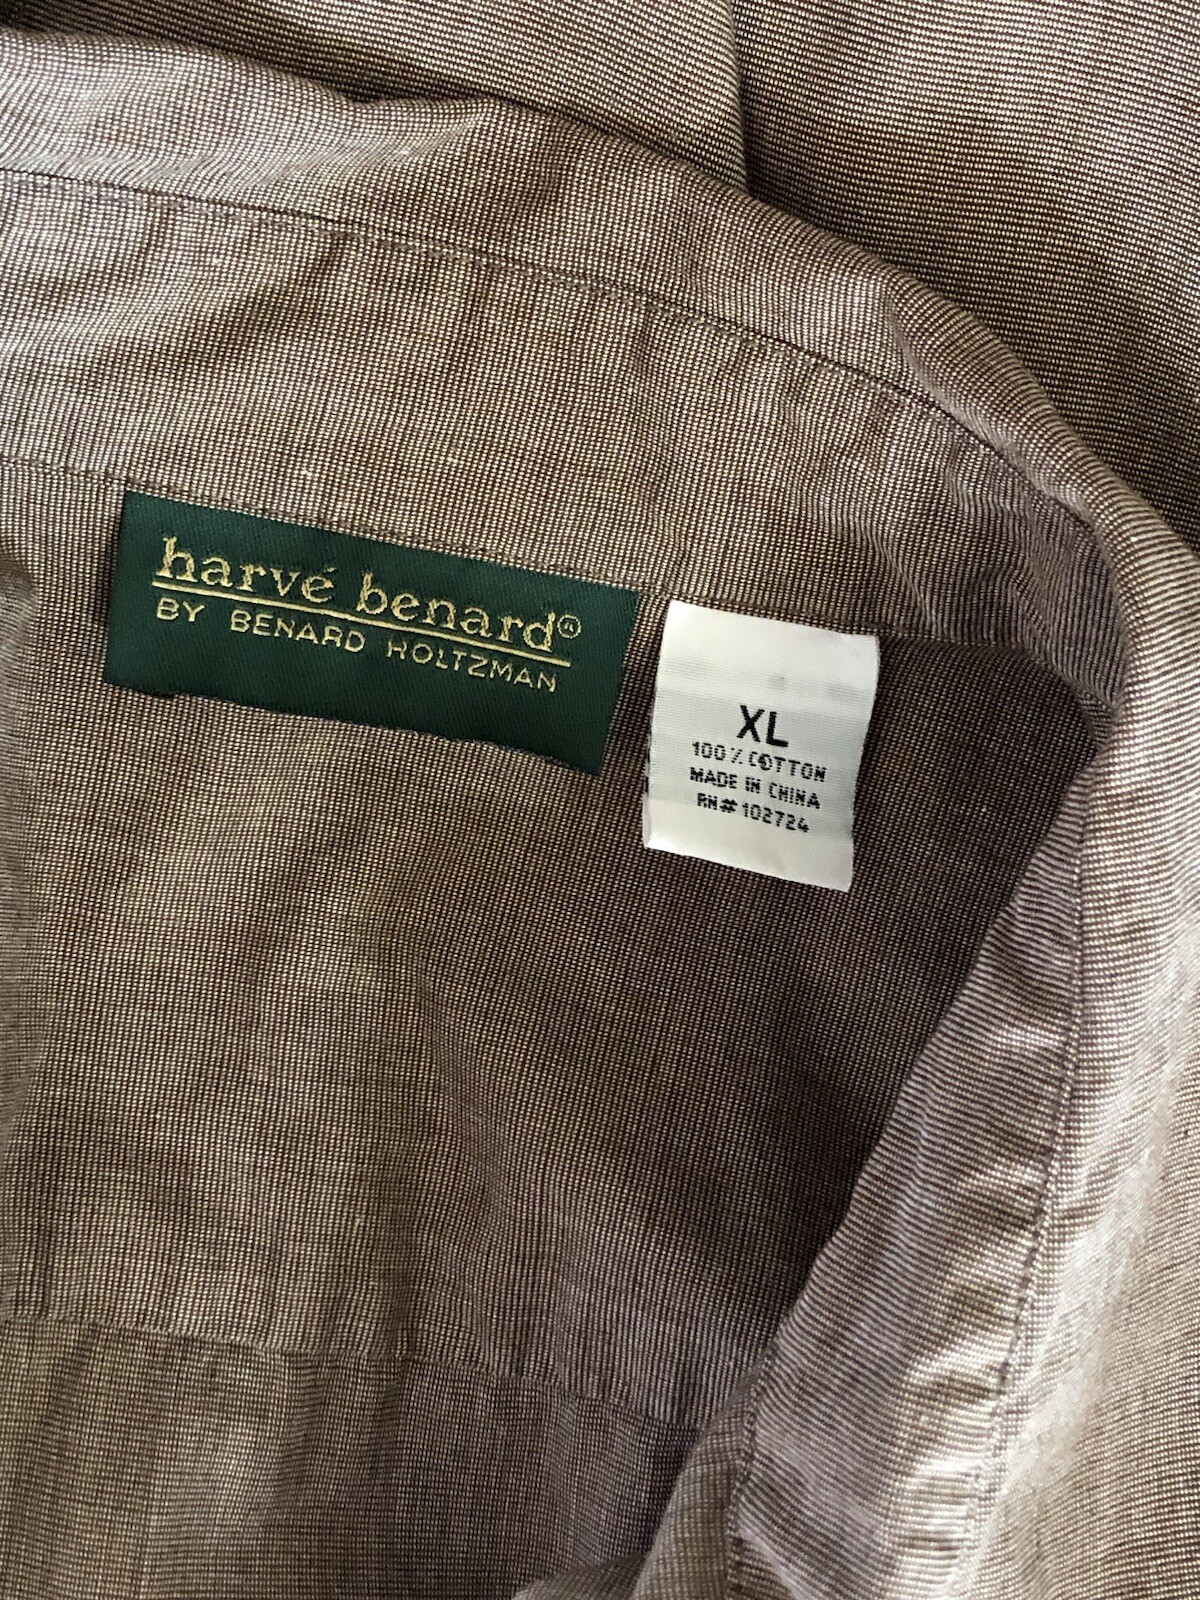 harvé benard®
BY BENARD HOLTZMAN
XL
100% COTTON
MADE IN CHINA
RN# 102724